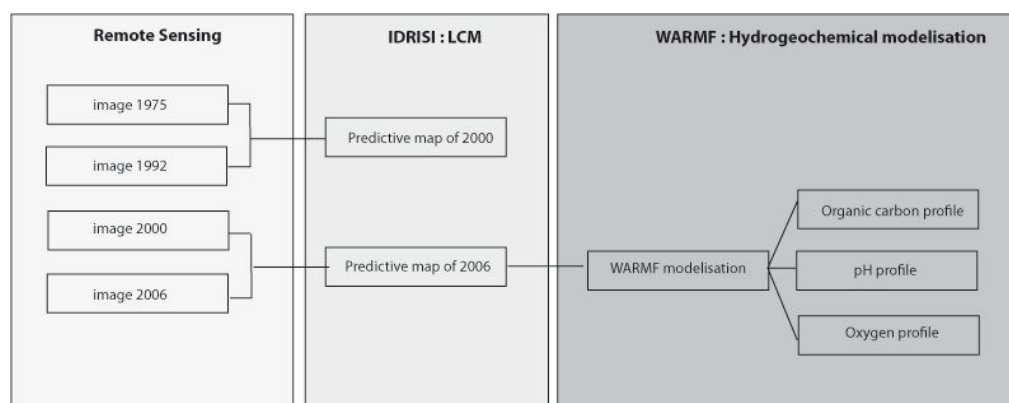 Remote Sensing
image 1975
image 1992
image 2000
image 2006
IDRISI : LCM
Predictive map of 2000
Predictive map of 2006
WARMF : Hydrogeochemical modelisation
WARMF modelisation
Organic carbon profile
pH profile
Oxygen profile